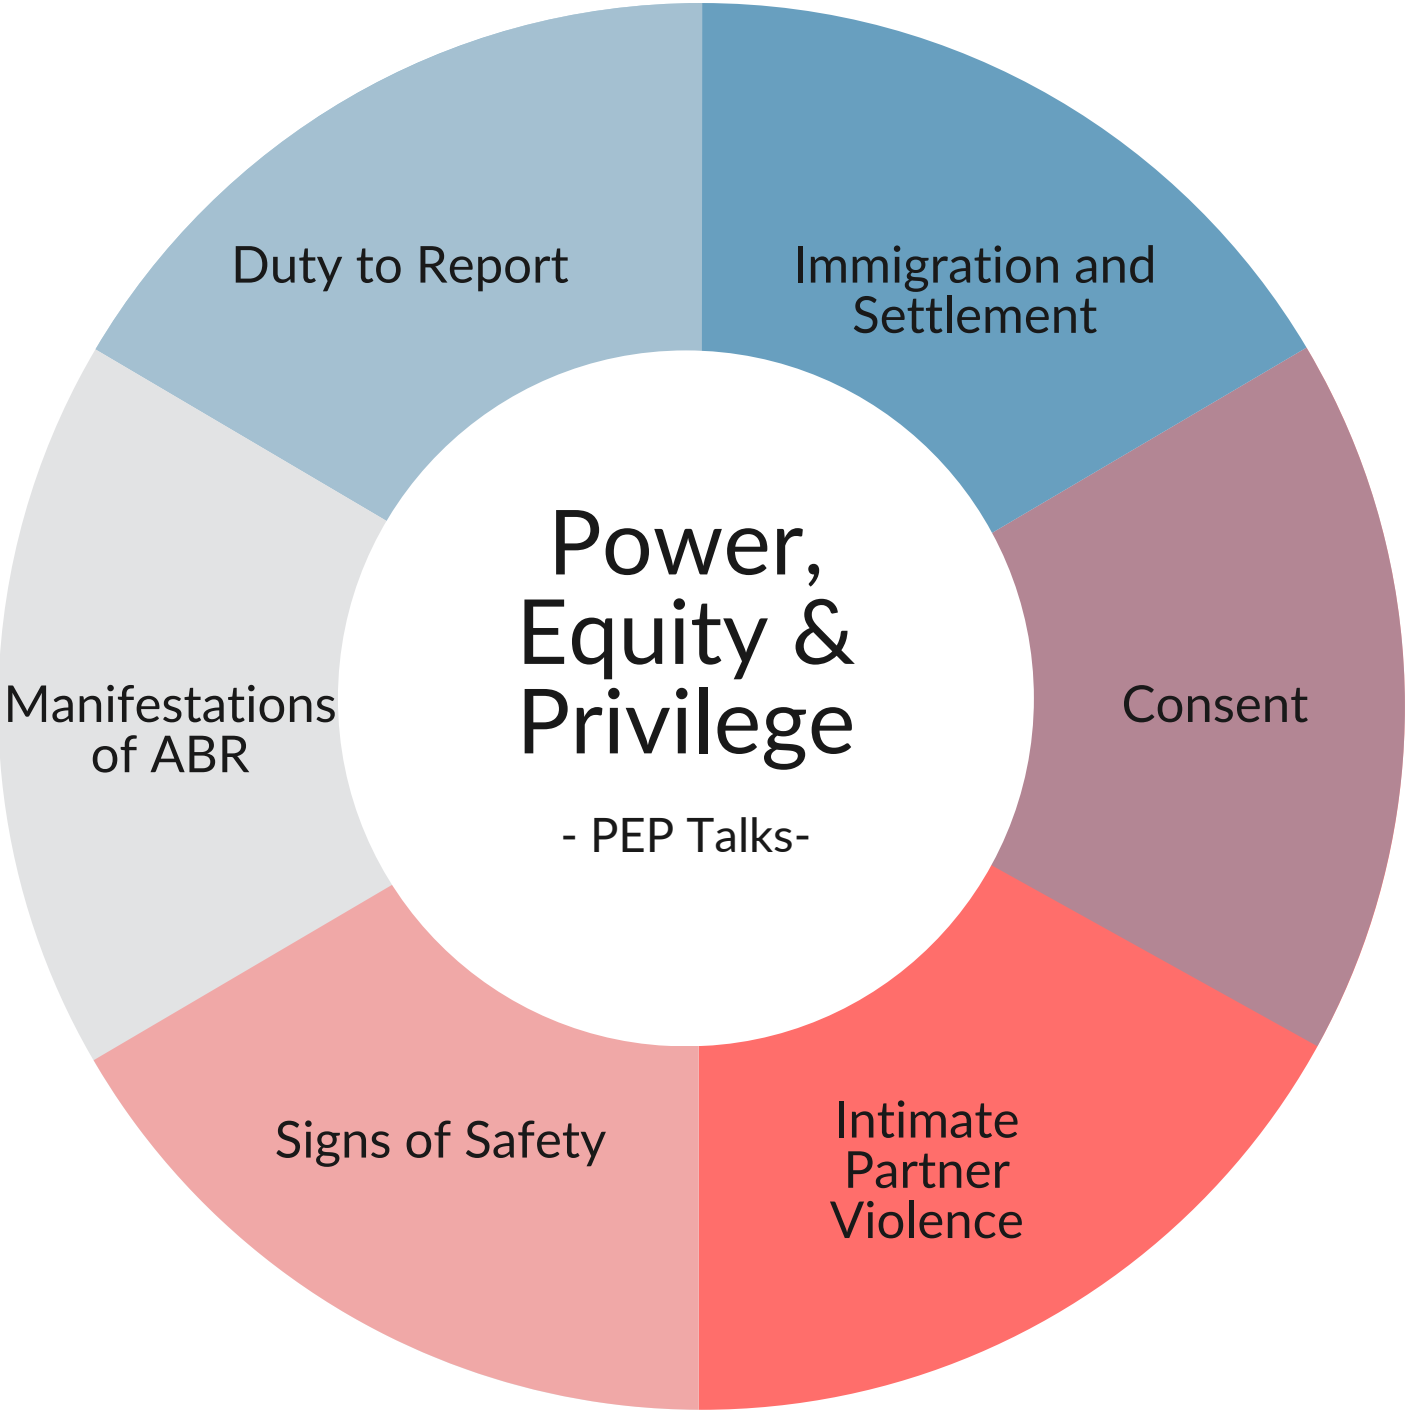 Duty to Report
Immigration and
Settlement
Power,
Equity &
Privilege
- PEP Talks-
Manifestations
of ABR
Consent
Signs of Safety
Intimate
Partner
Violence